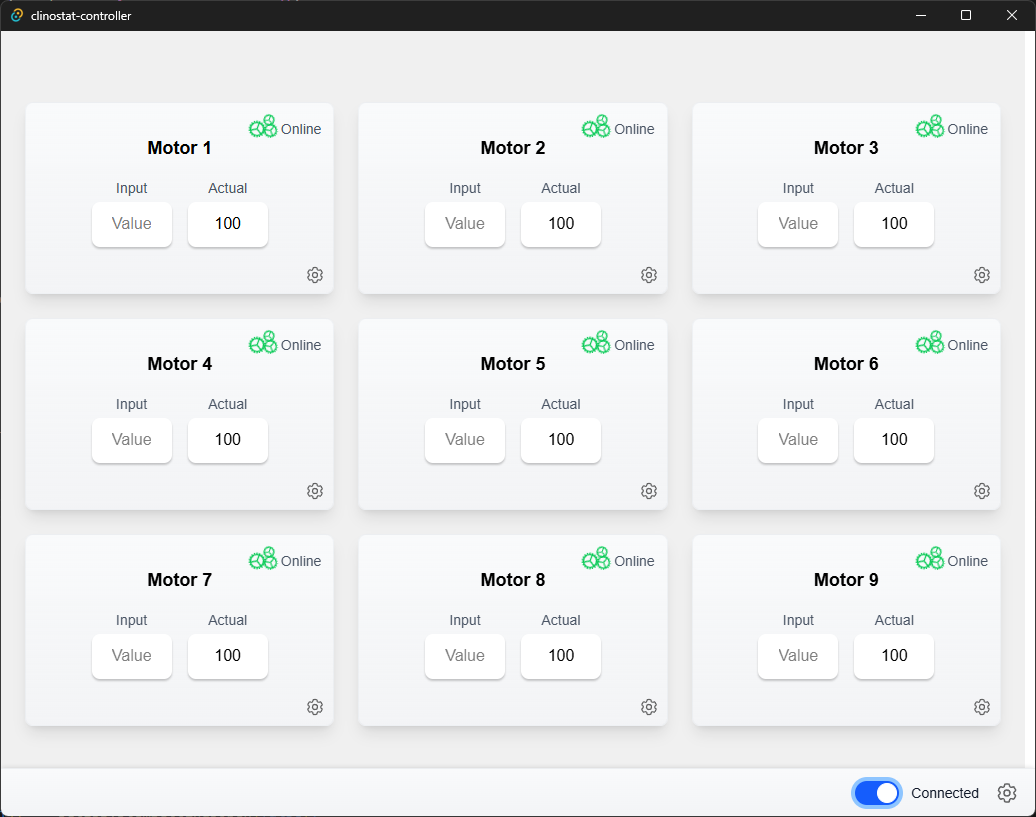 clinostat-controller
Online Online Online
Motor 1 Motor 2 Motor 3
Input Actual Input Actual Input Actual
Value 100 Value 100 Value 100
Online Online Online
Motor 4 Motor 5 Motor 6
Input Actual Input Actual Input Actual
Value 100 Value 100 Value 100
Online Online Online
Motor 7 Motor 8 Motor 9
Input Actual Input Actual Input Actual
Value 100 Value 100 Value 100
Connected